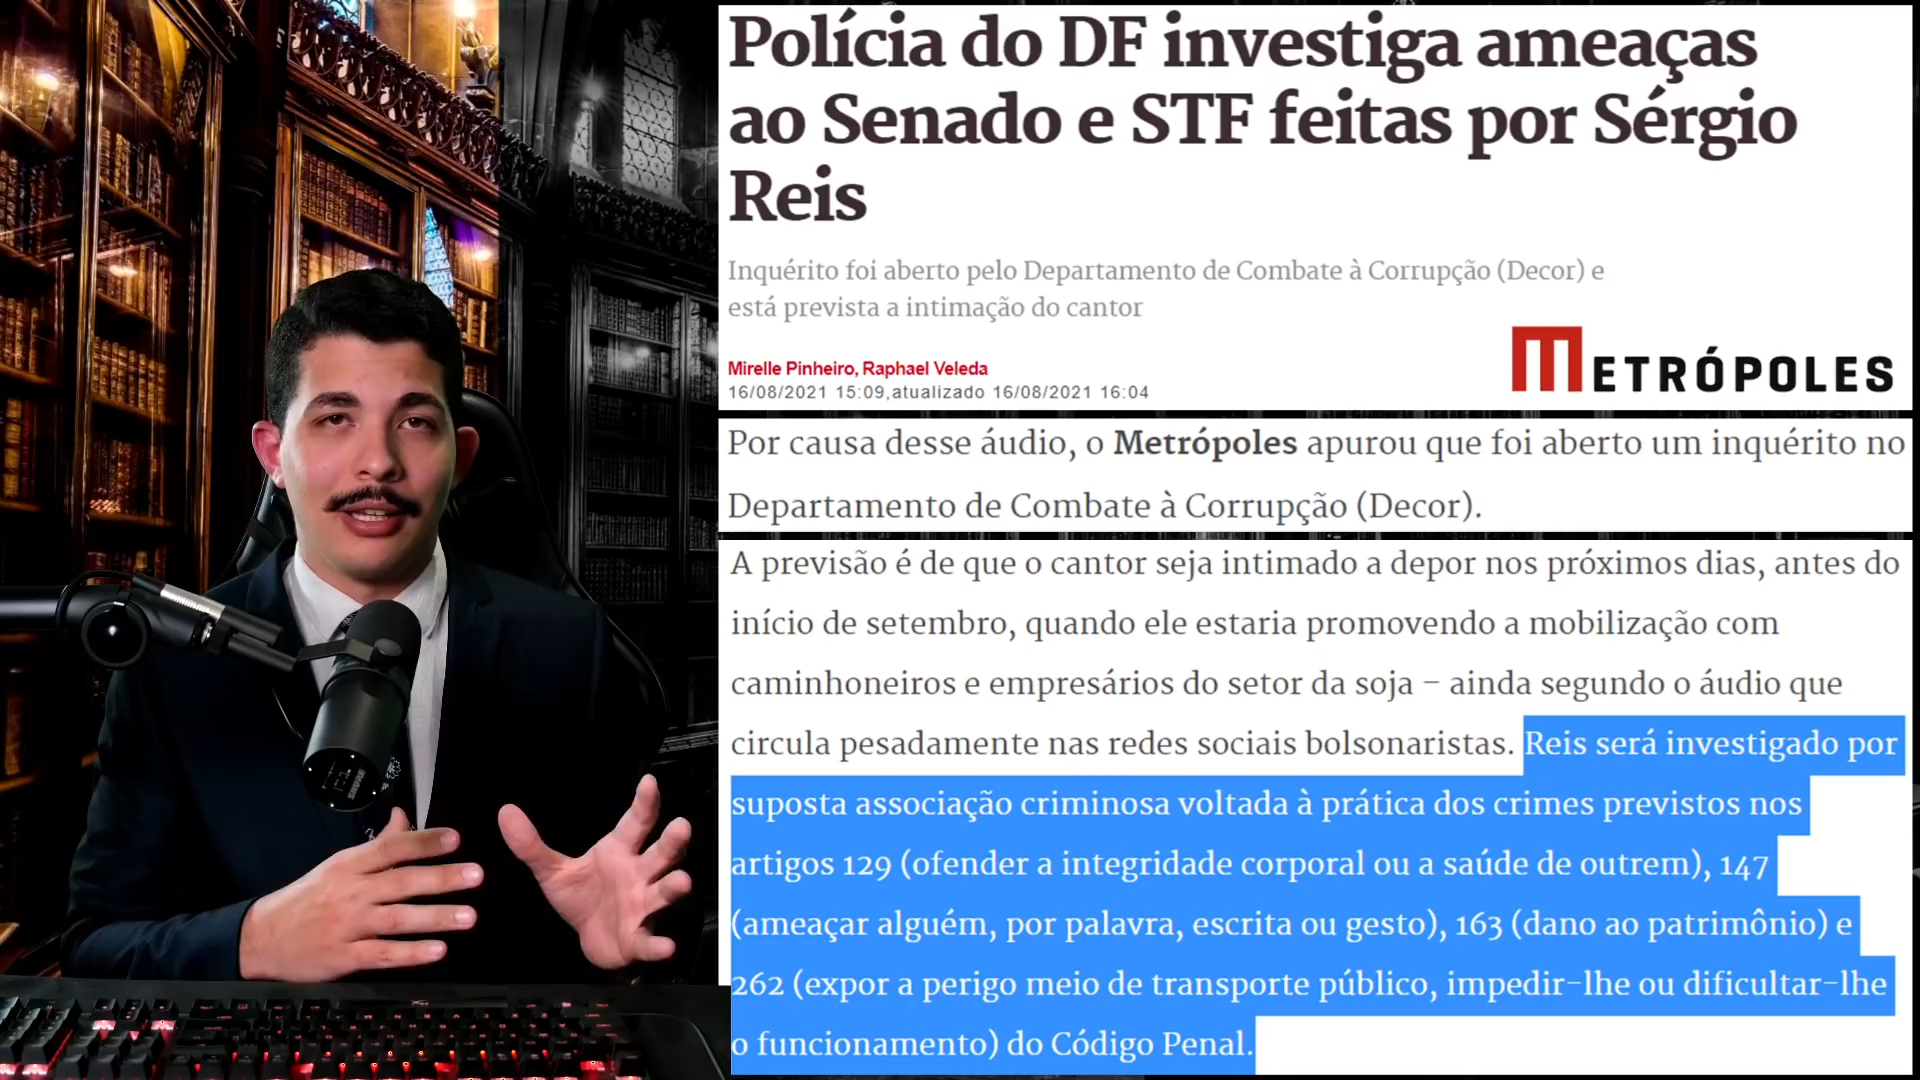 Polícia do DF investiga ameaças
ao Senado e STF feitas por Sérgio
Reis
Inquérito foi aberto pelo Departamento de Combate à Corrupção (Decor) e
está prevista a intimação do cantor
Mirelle Pinheiro, Raphael Veleda
16/08/2021 15:09,atualizado 16/08/2021 16:04
METRÓPOLES
Por causa desse áudio, o Metrópoles apurou que foi aberto um inquérito no
Departamento de Combate à Corrupção (Decor).
A previsão é de que o cantor seja intimado a depor nos próximos dias, antes do
início de setembro, quando ele estaria promovendo a mobilização com
caminhoneiros e empresários do setor da soja – ainda segundo o áudio que
circula pesadamente nas redes sociais bolsonaristas. Reis será investigado por
suposta associação criminosa voltada à prática dos crimes previstos nos
artigos 129 (ofender a integridade corporal ou a saúde de outrem), 147
(ameaçar alguém, por palavra, escrita ou gesto), 163 (dano ao patrimônio) e
262 (expor a perigo meio de transporte público, impedir-lhe ou dificultar-lhe
o funcionamento) do Código Penal.
SHURE